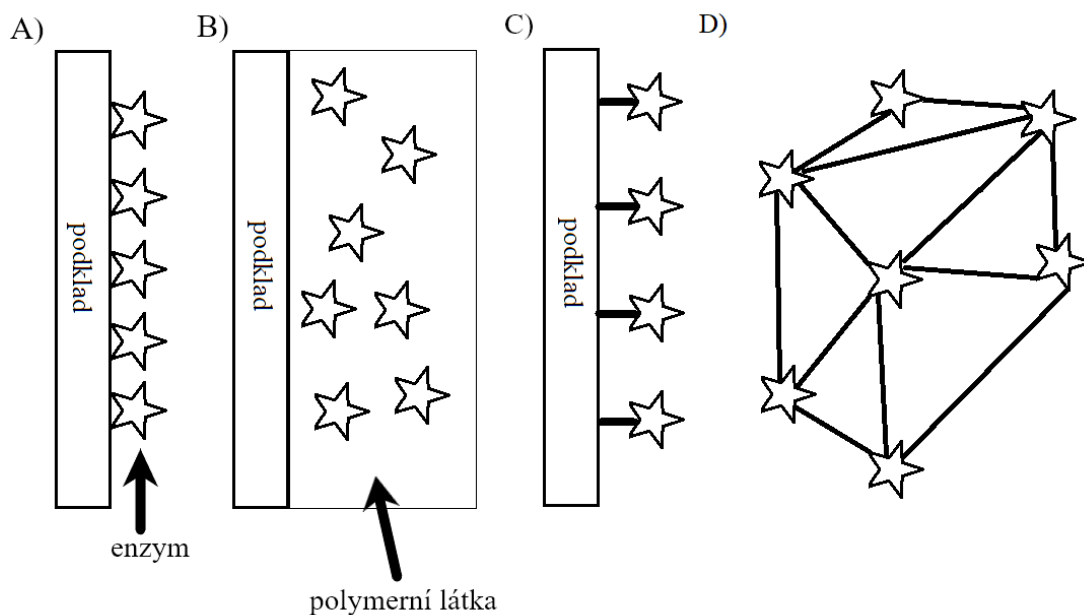 A)
B)
C)
D)
podklad
podklad
podklad
enzym
polymerní látka